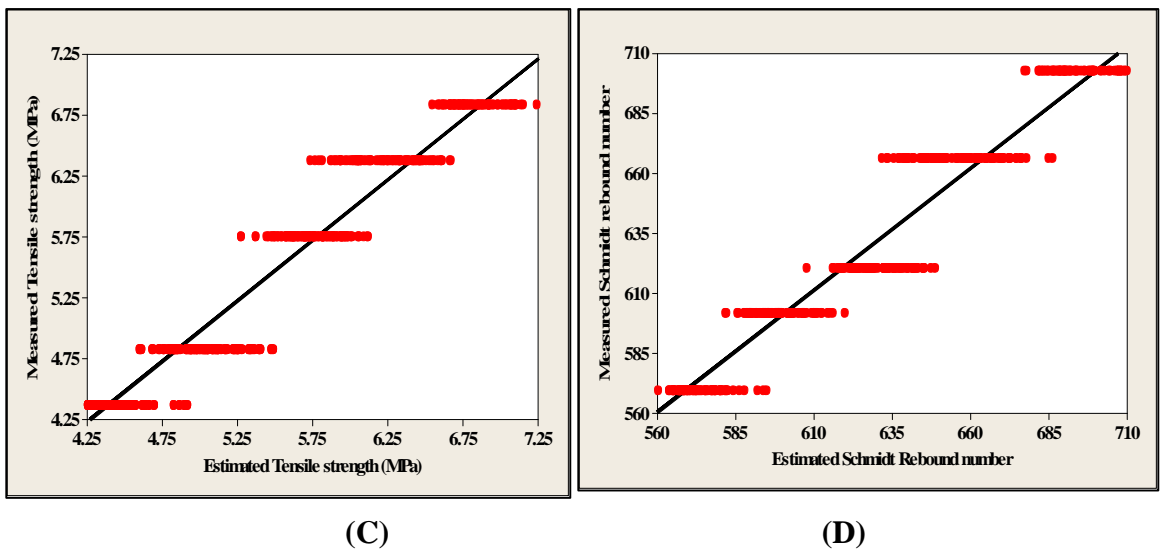 Measured Tensile strength (MPa)
7.25
6.75
6.25
5.75
5.25
4.75
4.25
4.25 4.75 5.25 5.75 6.25 6.75 7.25
Estimated Tensile strength (MPa)
(C)
Measured Schmidt rebound number
710
685
660
635
610
585
560
560 585 610 635 660 685 710
Estimated Schmidt Rebound number
(D)